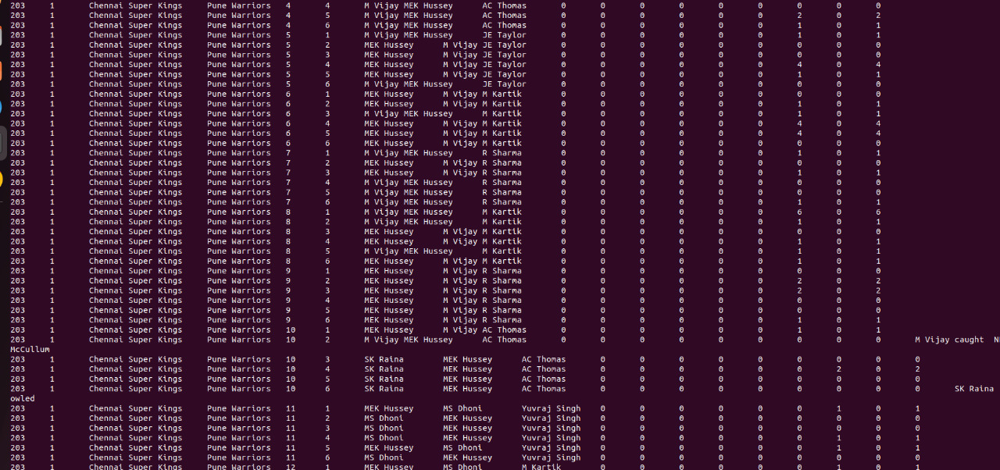 203 1 Chennai Super Kings Pune Warriors 4 4 M Vijay MEK Hussey AC Thomas 0 0 0 0 0 0 0 0 0
203 1 Chennai Super Kings Pune Warriors 4 5 M Vijay MEK Hussey AC Thomas 0 0 0 0 0 0 2 0 2
203 1 Chennai Super Kings Pune Warriors 4 6 M Vijay MEK Hussey AC Thomas 0 0 0 0 0 0 1 0 1
203 1 Chennai Super Kings Pune Warriors 5 1 M Vijay MEK Hussey JE Taylor 0 0 0 0 0 0 1 0 1
203 1 Chennai Super Kings Pune Warriors 5 2 MEK Hussey M Vijay JE Taylor 0 0 0 0 0 0 0 0 0
203 1 Chennai Super Kings Pune Warriors 5 3 MEK Hussey M Vijay JE Taylor 0 0 0 0 0 0 0 0 0
203 1 Chennai Super Kings Pune Warriors 5 4 MEK Hussey M Vijay JE Taylor 0 0 0 0 0 0 4 0 4
203 1 Chennai Super Kings Pune Warriors 5 5 MEK Hussey M Vijay JE Taylor 0 0 0 0 0 0 1 0 1
203 1 Chennai Super Kings Pune Warriors 5 6 M Vijay MEK Hussey JE Taylor 0 0 0 0 0 0 0 0 0
203 1 Chennai Super Kings Pune Warriors 6 1 MEK Hussey M Vijay M Kartik 0 0 0 0 0 0 0 0 0
203 1 Chennai Super Kings Pune Warriors 6 2 MEK Hussey M Vijay M Kartik 0 0 0 0 0 0 1 0 1
203 1 Chennai Super Kings Pune Warriors 6 3 M Vijay MEK Hussey M Kartik 0 0 0 0 0 0 1 0 1
203 1 Chennai Super Kings Pune Warriors 6 4 MEK Hussey M Vijay M Kartik 0 0 0 0 0 0 4 0 4
203 1 Chennai Super Kings Pune Warriors 6 5 MEK Hussey M Vijay M Kartik 0 0 0 0 0 0 4 0 4
203 1 Chennai Super Kings Pune Warriors 6 6 MEK Hussey M Vijay M Kartik 0 0 0 0 0 0 0 0 0
203 1 Chennai Super Kings Pune Warriors 7 1 M Vijay MEK Hussey R Sharma 0 0 0 0 0 0 1 0 1
203 1 Chennai Super Kings Pune Warriors 7 2 MEK Hussey M Vijay R Sharma 0 0 0 0 0 0 0 0 0
203 1 Chennai Super Kings Pune Warriors 7 3 MEK Hussey M Vijay R Sharma 0 0 0 0 0 0 1 0 1
203 1 Chennai Super Kings Pune Warriors 7 4 M Vijay MEK Hussey R Sharma 0 0 0 0 0 0 0 0 0
203 1 Chennai Super Kings Pune Warriors 7 5 M Vijay MEK Hussey R Sharma 0 0 0 0 0 0 0 0 0
203 1 Chennai Super Kings Pune Warriors 7 6 M Vijay MEK Hussey R Sharma 0 0 0 0 0 0 1 0 1
203 1 Chennai Super Kings Pune Warriors 8 1 M Vijay MEK Hussey M Kartik 0 0 0 0 0 0 6 0 6
203 1 Chennai Super Kings Pune Warriors 8 2 M Vijay MEK Hussey M Kartik 0 0 0 0 0 0 1 0 1
203 1 Chennai Super Kings Pune Warriors 8 3 MEK Hussey M Vijay M Kartik 0 0 0 0 0 0 0 0 0
203 1 Chennai Super Kings Pune Warriors 8 4 MEK Hussey M Vijay M Kartik 0 0 0 0 0 0 1 0 1
203 1 Chennai Super Kings Pune Warriors 8 5 M Vijay MEK Hussey M Kartik 0 0 0 0 0 0 1 0 1
203 1 Chennai Super Kings Pune Warriors 8 6 MEK Hussey M Vijay M Kartik 0 0 0 0 0 0 1 0 1
203 1 Chennai Super Kings Pune Warriors 9 1 MEK Hussey M Vijay R Sharma 0 0 0 0 0 0 0 0 0
203 1 Chennai Super Kings Pune Warriors 9 2 MEK Hussey M Vijay R Sharma 0 0 0 0 0 0 2 0 2
203 1 Chennai Super Kings Pune Warriors 9 3 MEK Hussey M Vijay R Sharma 0 0 0 0 0 0 2 0 2
203 1 Chennai Super Kings Pune Warriors 9 4 MEK Hussey M Vijay R Sharma 0 0 0 0 0 0 0 0 0
203 1 Chennai Super Kings Pune Warriors 9 5 MEK Hussey M Vijay R Sharma 0 0 0 0 0 0 0 0 0
203 1 Chennai Super Kings Pune Warriors 9 6 MEK Hussey M Vijay R Sharma 0 0 0 0 0 0 1 0 1
203 1 Chennai Super Kings Pune Warriors 10 1 MEK Hussey M Vijay AC Thomas 0 0 0 0 0 0 1 0 1
203 1 Chennai Super Kings Pune Warriors 10 2 M Vijay MEK Hussey AC Thomas 0 0 0 0 0 0 0 0 0 M Vijay caught
McCullum
203 1 Chennai Super Kings Pune Warriors 10 3 SK Raina MEK Hussey AC Thomas 0 0 0 0 0 0 0 0 0
203 1 Chennai Super Kings Pune Warriors 10 4 SK Raina MEK Hussey AC Thomas 0 0 0 0 0 0 2 0 2
203 1 Chennai Super Kings Pune Warriors 10 5 SK Raina MEK Hussey AC Thomas 0 0 0 0 0 0 0 0 0
203 1 Chennai Super Kings Pune Warriors 10 6 SK Raina MEK Hussey AC Thomas 0 0 0 0 0 0 0 0 0 SK Raina
owled
203 1 Chennai Super Kings Pune Warriors 11 1 MEK Hussey MS Dhoni Yuvraj Singh 0 0 0 0 0 0 1 0 1
203 1 Chennai Super Kings Pune Warriors 11 2 MS Dhoni MEK Hussey Yuvraj Singh 0 0 0 0 0 0 0 0 0
203 1 Chennai Super Kings Pune Warriors 11 3 MS Dhoni MEK Hussey Yuvraj Singh 0 0 0 0 0 0 0 0 0
203 1 Chennai Super Kings Pune Warriors 11 4 MS Dhoni MEK Hussey Yuvraj Singh 0 0 0 0 0 0 1 0 1
203 1 Chennai Super Kings Pune Warriors 11 5 MEK Hussey MS Dhoni Yuvraj Singh 0 0 0 0 0 0 1 0 1
203 1 Chennai Super Kings Pune Warriors 11 6 MS Dhoni MEK Hussey Yuvraj Singh 0 0 0 0 0 0 0 0 0
203 1 Chennai Super Kings Pune Warriors 12 1 MEK Hussey MS Dhoni M Kartik 0 0 0 0 0 0 1 0 1